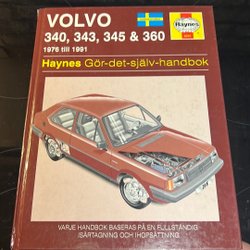 VOLVO
340, 343, 345 & 360
1976 till 1991
Haynes
Haynes Gör-det-själv-handbok
VARJE HANDBOK BASERAS PÅ EN FULLSTÄNDIG
ISÄRTAGNING OCH IHOPSÄTTNING